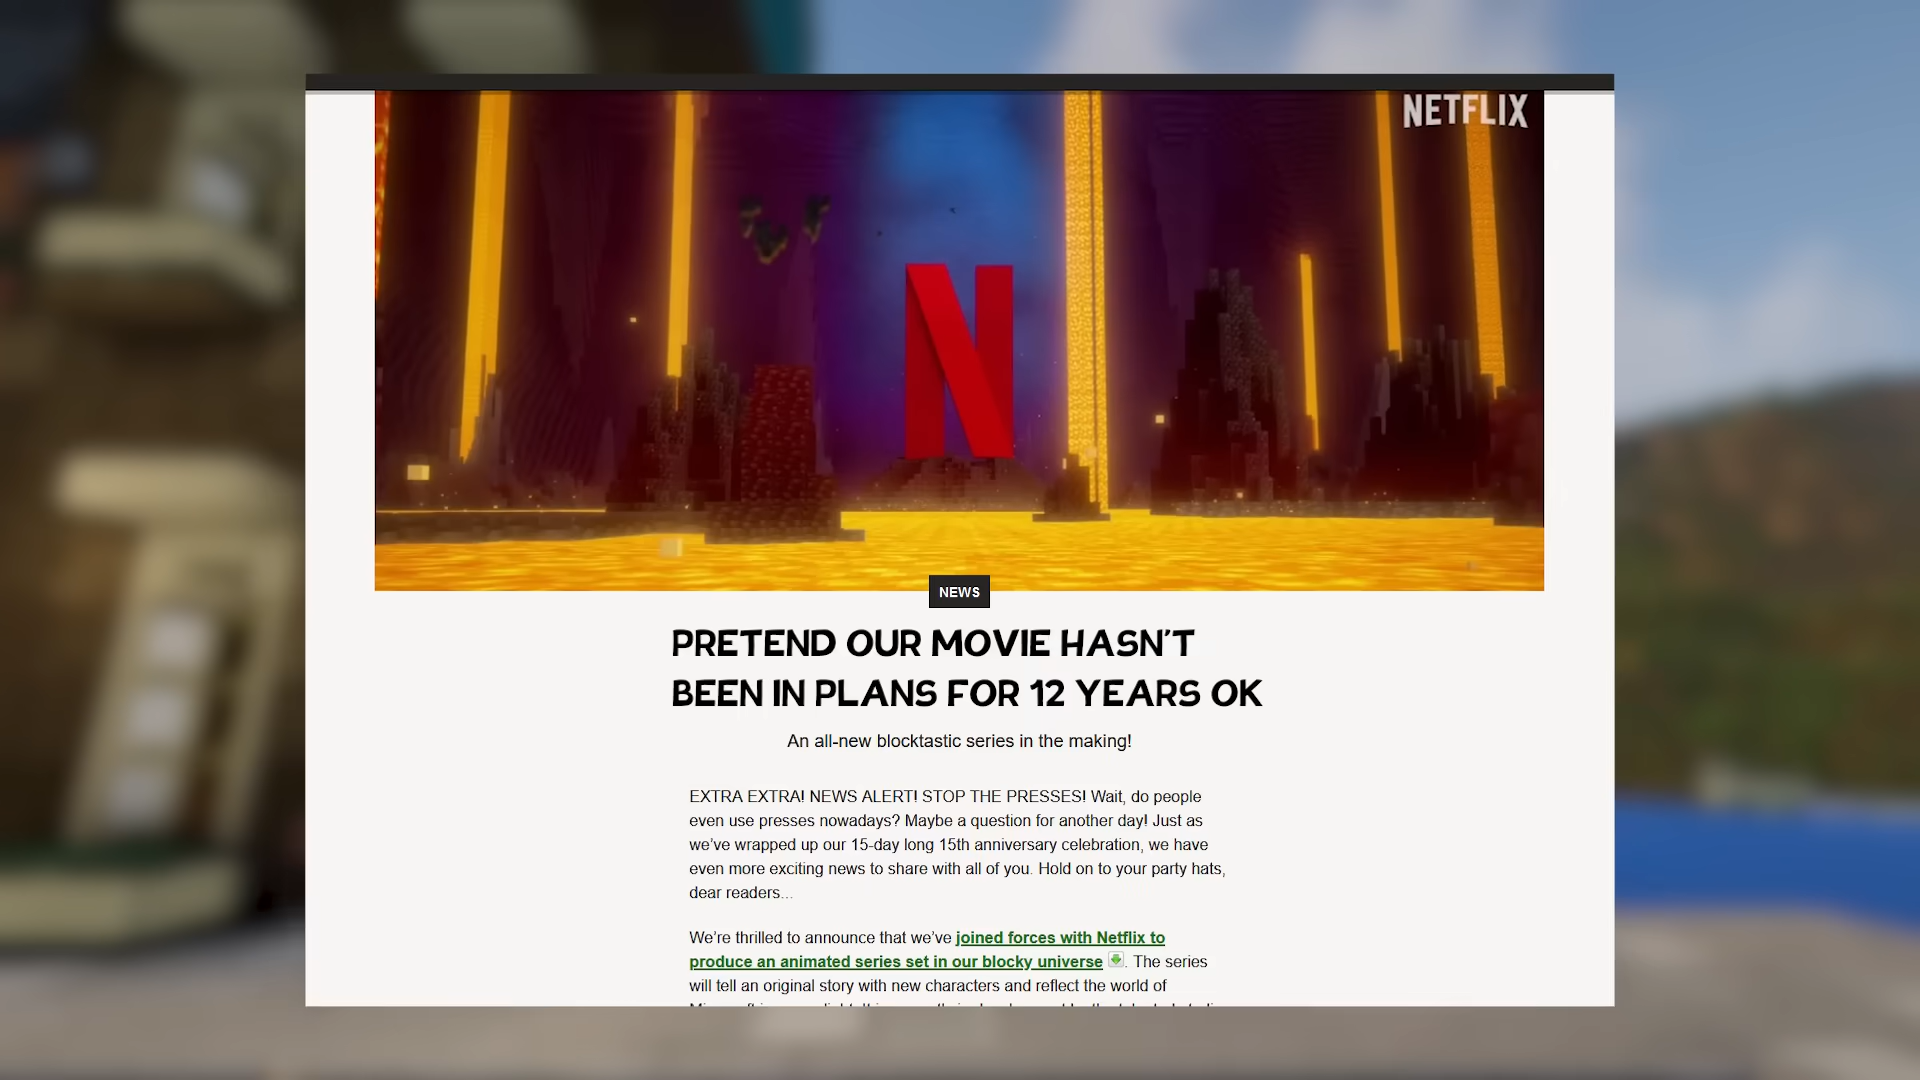 NETFLIX
NEWS
PRETEND OUR MOVIE HASN'T
BEEN IN PLANS FOR 12 YEARS OK
An all-new blocktastic series in the making!
EXTRA EXTRA! NEWS ALERT! STOP THE PRESSES! Wait, do people
even use presses nowadays? Maybe a question for another day! Just as
we've wrapped up our 15-day long 15th anniversary celebration, we have
even more exciting news to share with all of you. Hold on to your party hats,
dear readers...
We're thrilled to announce that we've joined forces with Netflix to
produce an animated series set in our blocky universe. The series
will tell an original story with new characters and reflect the world of